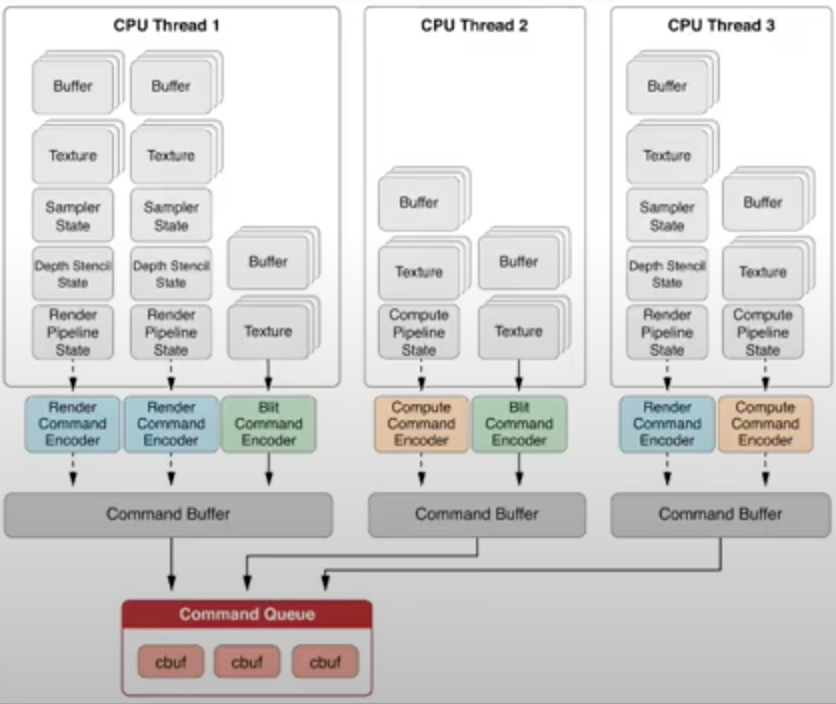 CPU Thread 1
Buffer
Buffer
Texture
Texture
Sampler
State
Sampler
State
Depth Stencil
State
Depth Stencil
State
Buffer
Render
Pipeline
State
Render
Pipeline
State
Texture
Render
Command
Encoder
Render
Command
Encoder
Blit
Command
Encoder
Command Buffer
CPU Thread 2
Buffer
Texture
Buffer
Compute
Pipeline
State
Texture
Compute
Command
Encoder
Blit
Command
Encoder
Command Buffer
CPU Thread 3
Buffer
Texture
Sampler
State
Buffer
Depth Stencil
State
Texture
Render
Pipeline
State
Compute
Pipeline
State
Render
Command
Encoder
Compute
Command
Encoder
Command Buffer
Command Queue
cbuf
cbuf
cbuf